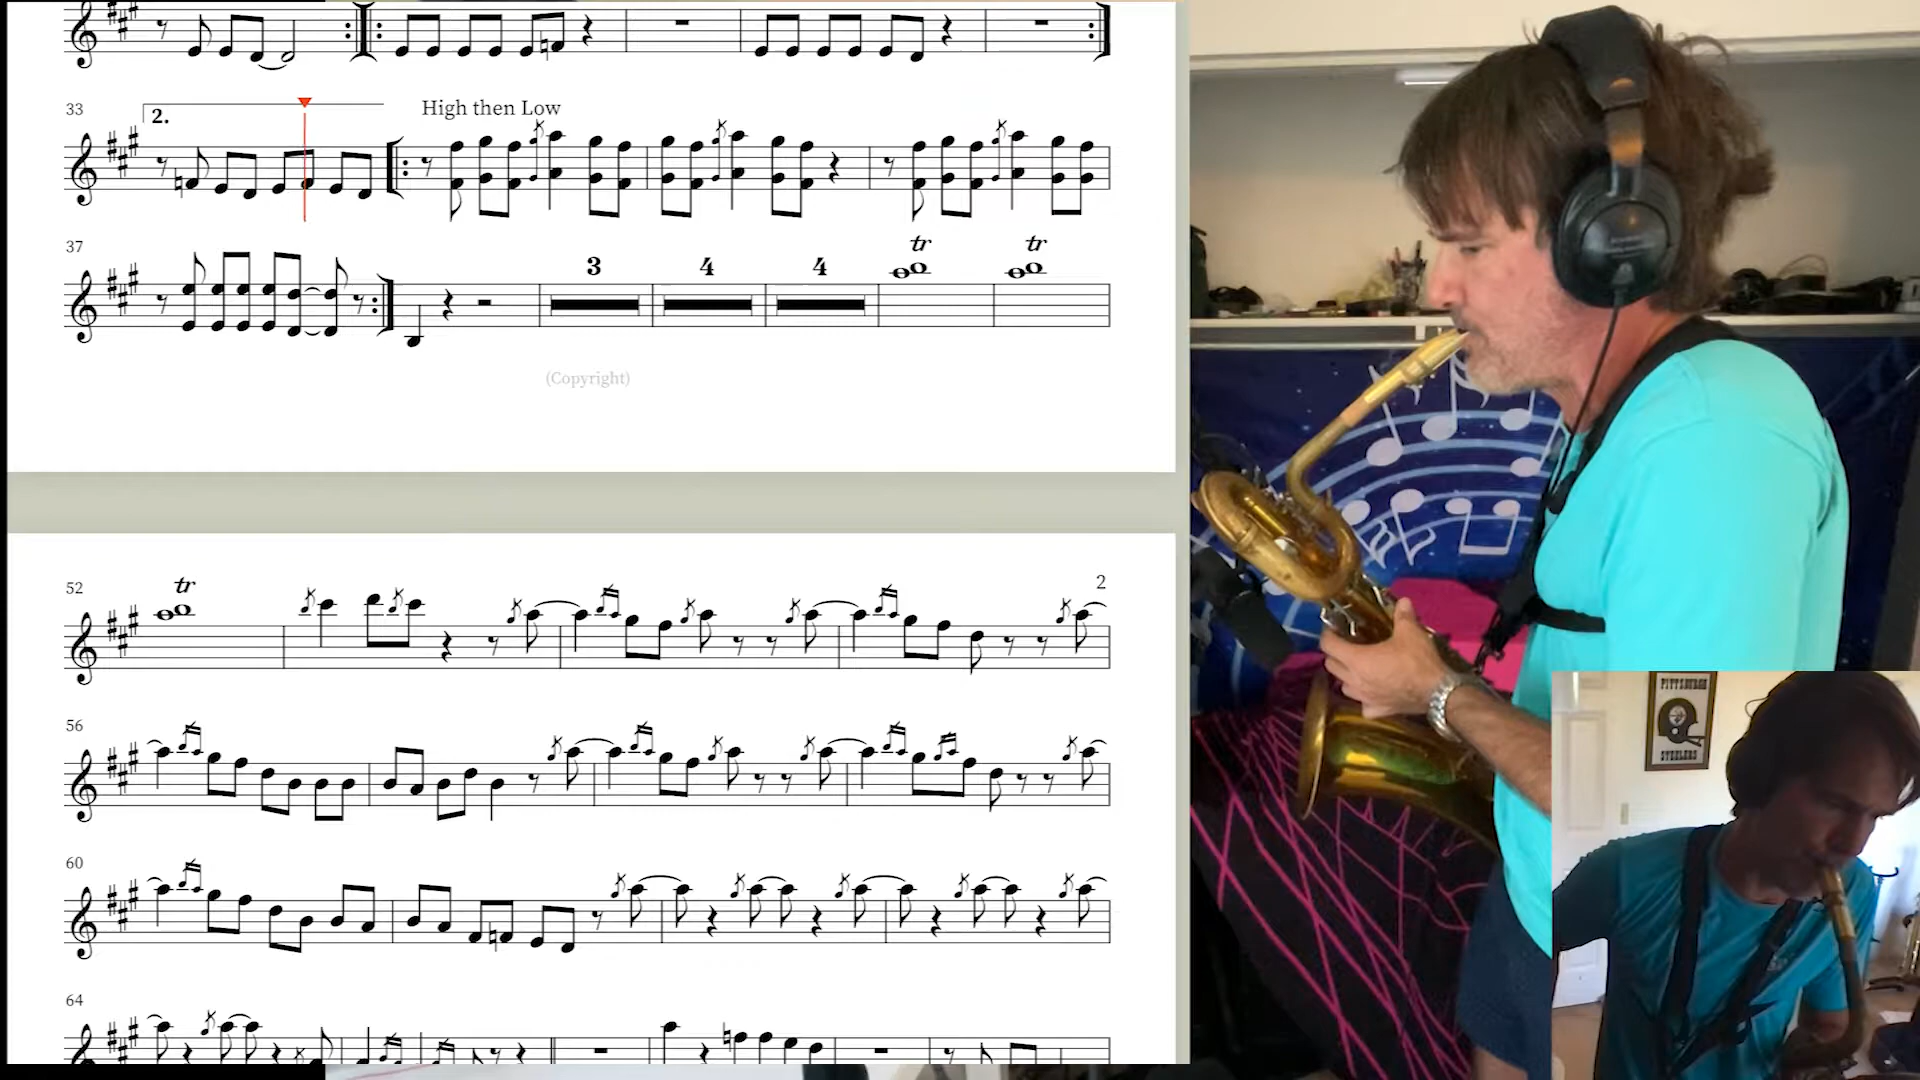 33
2.
High then Low
37
3
4
4
tr
tr
(Copyright)
52
tr
2
56
60
64
PITTSBURGH
STEELERS